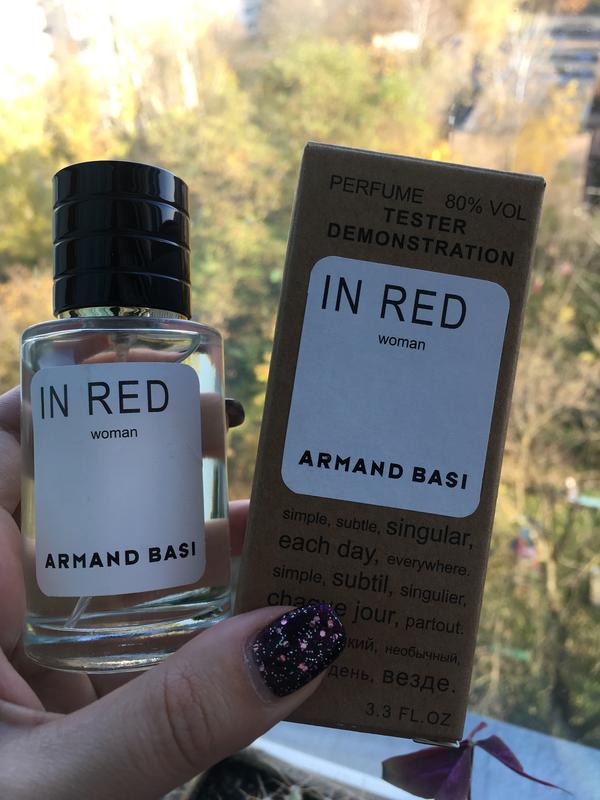 IN RED
woman
ARMAND BASI
PERFUME 80% VOL
TESTER
DEMONSTRATION
IN RED
woman
ARMAND BASI
simple, subtle, singular,
each day, everywhere.
simple, subtil, singulier,
chaque jour, partout.
необычный,
день, везде.
3.3 FL.OZ